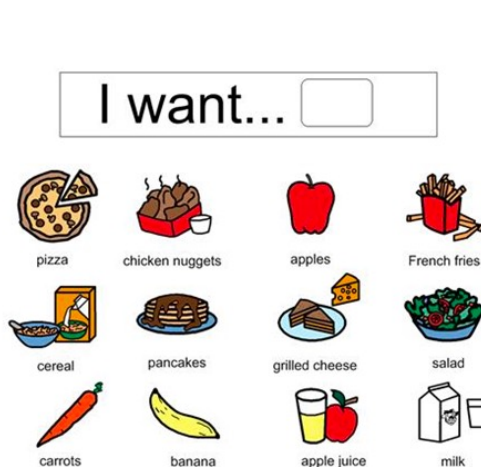 I want...
pizza chicken nuggets apples French fries
cereal pancakes grilled cheese salad
carrots banana apple juice milk